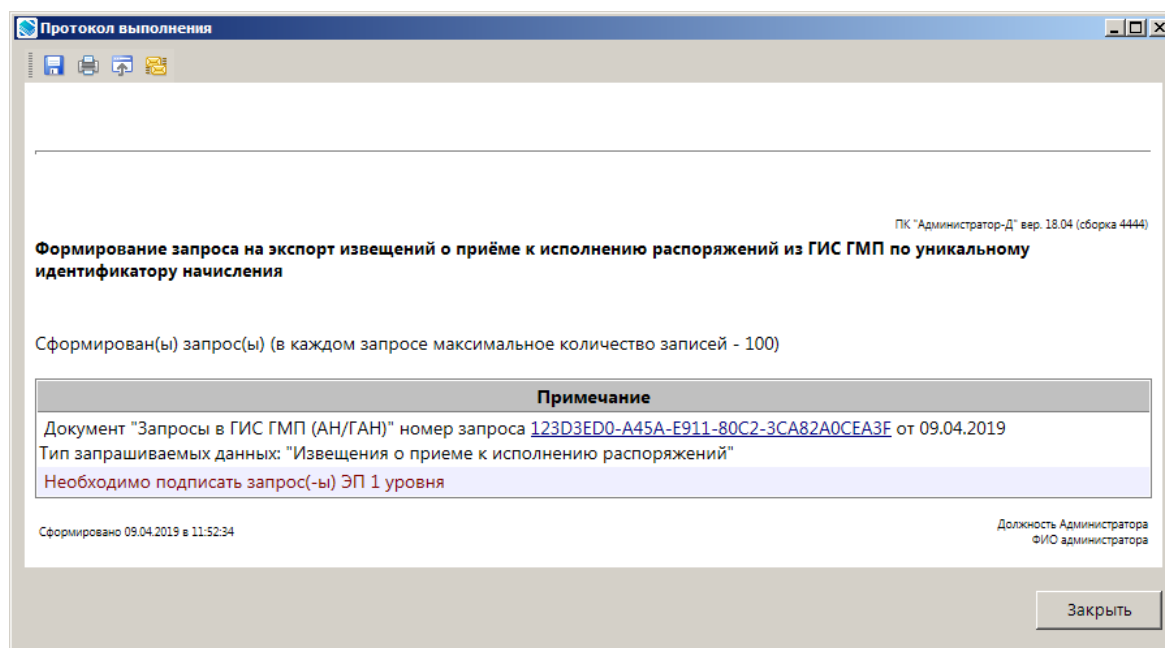 Протокол выполнения
ПК "Администратор-Д" вер. 18.04 (сборка 4444)
Формирование запроса на экспорт извещений о приёме к исполнению распоряжений из ГИС ГМП по уникальному
идентификатору начисления
Сформирован(ы) запрос(ы) (в каждом запросе максимальное количество записей - 100)
Примечание
Документ "Запросы в ГИС ГМП (АН/ГАН)" номер запроса 123D3ED0-A45A-E911-80C2-3CA82A0CEA3F от 09.04.2019
Тип запрашиваемых данных: "Извещения о приеме к исполнению распоряжений"
Необходимо подписать запрос(-ы) ЭП 1 уровня
Сформировано 09.04.2019 в 11:52:34
Должность Администратора
ФИО администратора
Закрыть